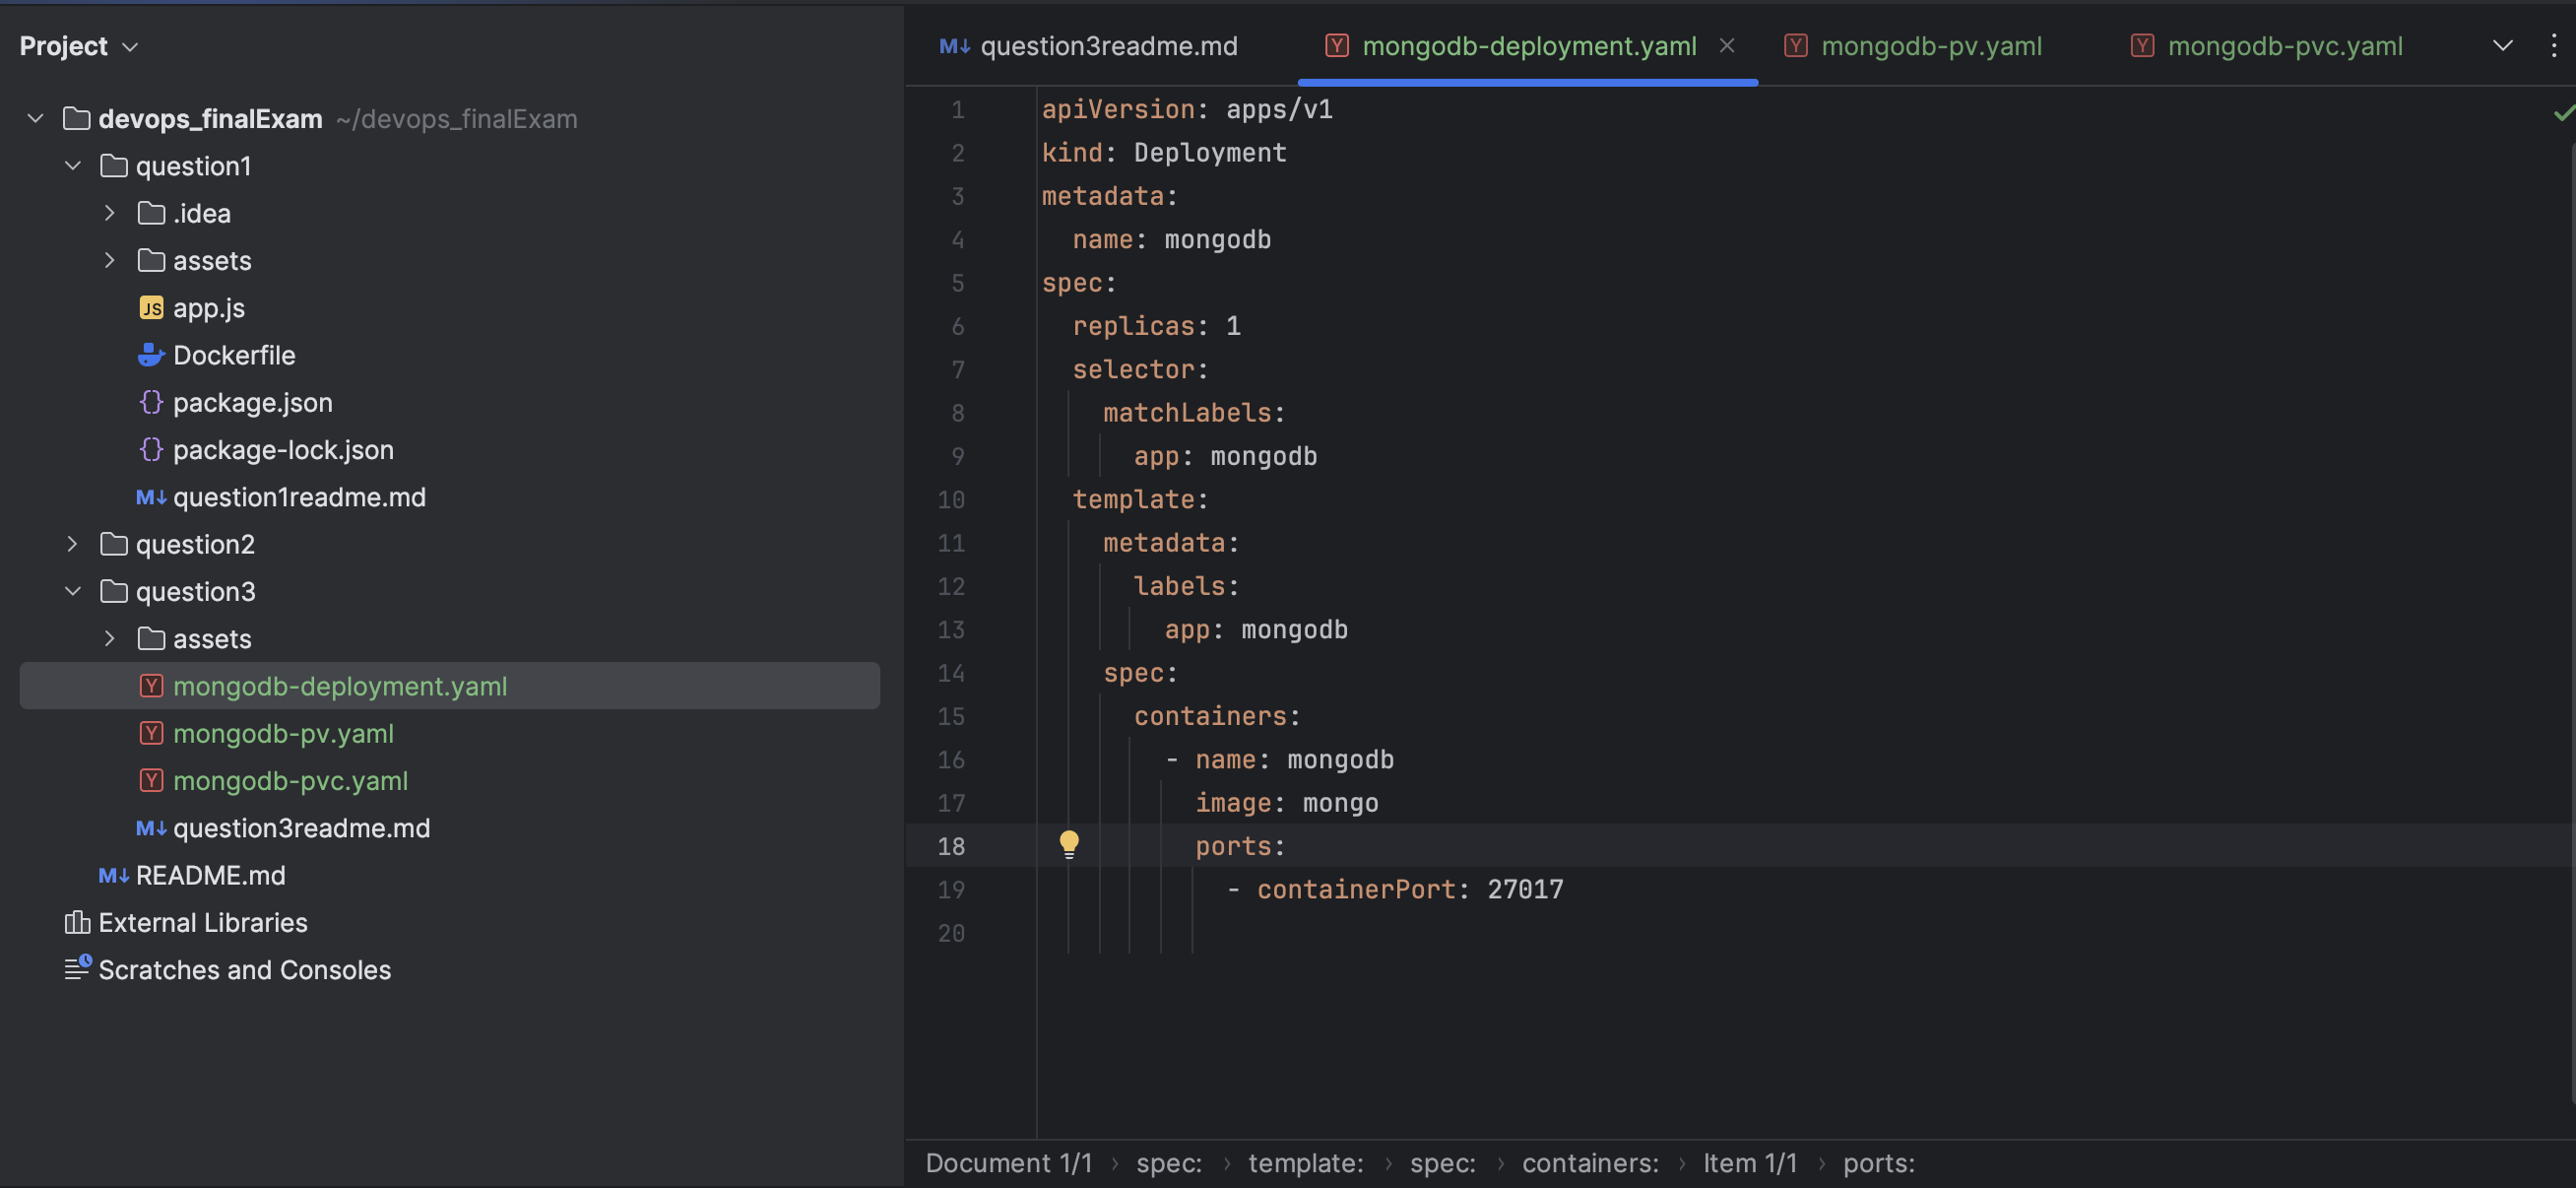 Project
devops_finalExam ~/devops_finalExam
question1
.idea
assets
JS app.js
Dockerfile
{} package.json
{} package-lock.json
M↓ question1readme.md
question2
question3
assets
Y mongodb-deployment.yaml
Y mongodb-pv.yaml
Y mongodb-pvc.yaml
M↓ question3readme.md
M↓ README.md
External Libraries
Scratches and Consoles
M↓ question3readme.md Y mongodb-deployment.yaml Y mongodb-pv.yaml Y mongodb-pvc.yaml
1 apiVersion: apps/v1
2 kind: Deployment
3 metadata:
4   name: mongodb
5 spec:
6   replicas: 1
7   selector:
8     matchLabels:
9       app: mongodb
10   template:
11     metadata:
12       labels:
13         app: mongodb
14     spec:
15       containers:
16         - name: mongodb
17           image: mongo
18           ports:
19             - containerPort: 27017
20
Document 1/1 › spec: › template: › spec: › containers: › Item 1/1 › ports: